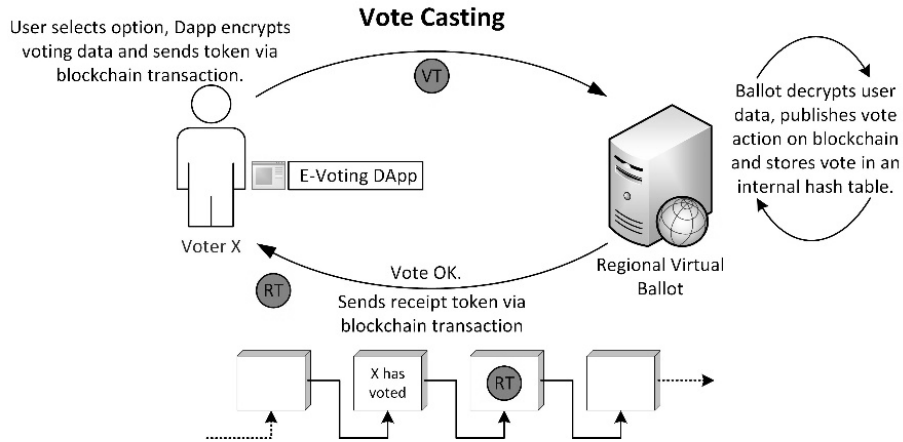 Vote Casting
User selects option, Dapp encrypts
voting data and sends token via
blockchain transaction.
VT
Ballot decrypts user
data, publishes vote
action on blockchain
and stores vote in an
internal hash table.
E-Voting DApp
Voter X
Regional Virtual
Ballot
Vote OK.
RT
Sends receipt token via
blockchain transaction
X has
voted
RT